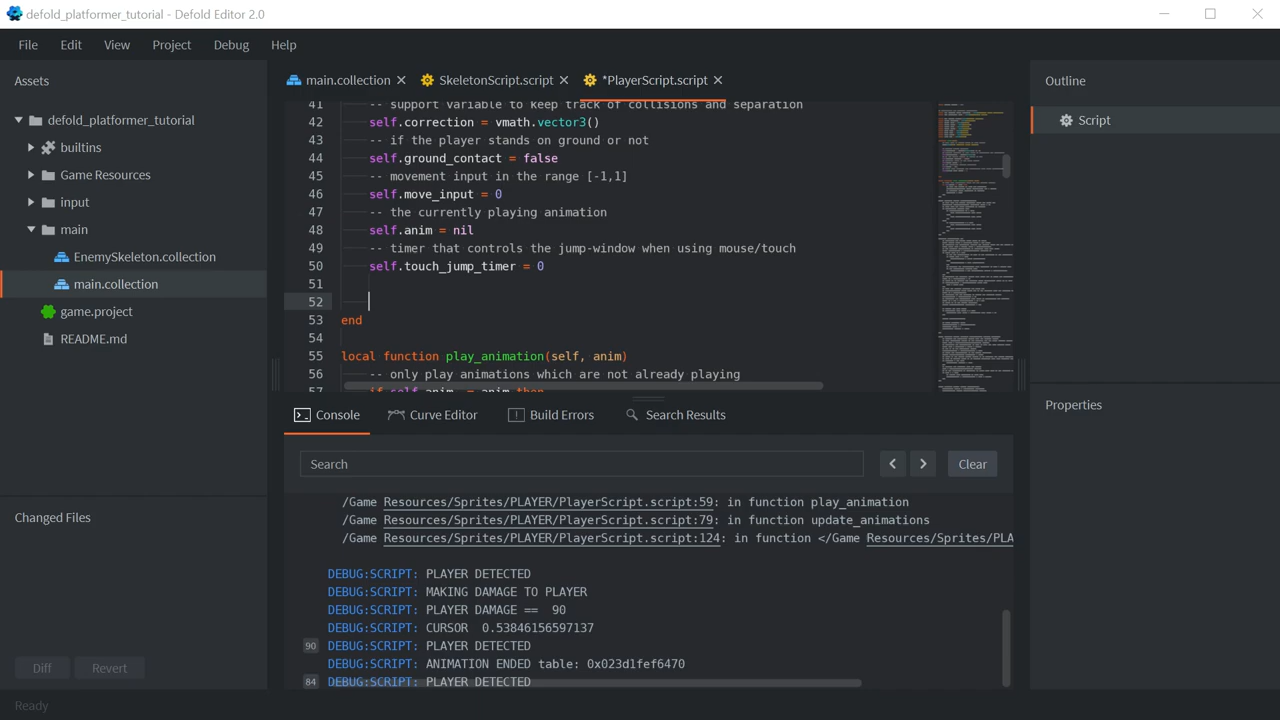 defold_platformer_tutorial - Defold Editor 2.0
File Edit View Project Debug Help
Assets
defold_platformer_tutorial
builtins
Game Resources
input
main
EnemySkeleton.collection
main.collection
game.project
README.md
Changed Files
Diff Revert
Ready
main.collection SkeletonScript.script *PlayerScript.script
41 -- support variable to keep track of collisions and separation
42 self.correction = vmath.vector3()
43 -- if the player stands on ground or not
44 self.ground_contact = false
45 -- movement input in the range [-1,1]
46 self.move_input = 0
47 -- the currently playing animation
48 self.anim = nil
49 -- timer that controls the jump-window when using mouse/touch
50 self.touch_jump_timer = 0
51
52
53 end
54
55 local function play_animation(self, anim)
56 -- only play animations which are not already playing
57 if self.anim = anim then
Console Curve Editor Build Errors Search Results
Search Clear
/Game Resources/Sprites/PLAYER/PlayerScript.script:59: in function play_animation
/Game Resources/Sprites/PLAYER/PlayerScript.script:79: in function update_animations
/Game Resources/Sprites/PLAYER/PlayerScript.script:124: in function </Game Resources/Sprites/PLA
DEBUG:SCRIPT: PLAYER DETECTED
DEBUG:SCRIPT: MAKING DAMAGE TO PLAYER
DEBUG:SCRIPT: PLAYER DAMAGE == 90
DEBUG:SCRIPT: CURSOR 0.53846156597137
90 DEBUG:SCRIPT: PLAYER DETECTED
DEBUG:SCRIPT: ANIMATION ENDED table: 0x023d1fef6470
84 DEBUG:SCRIPT: PLAYER DETECTED
Outline
Script
Properties